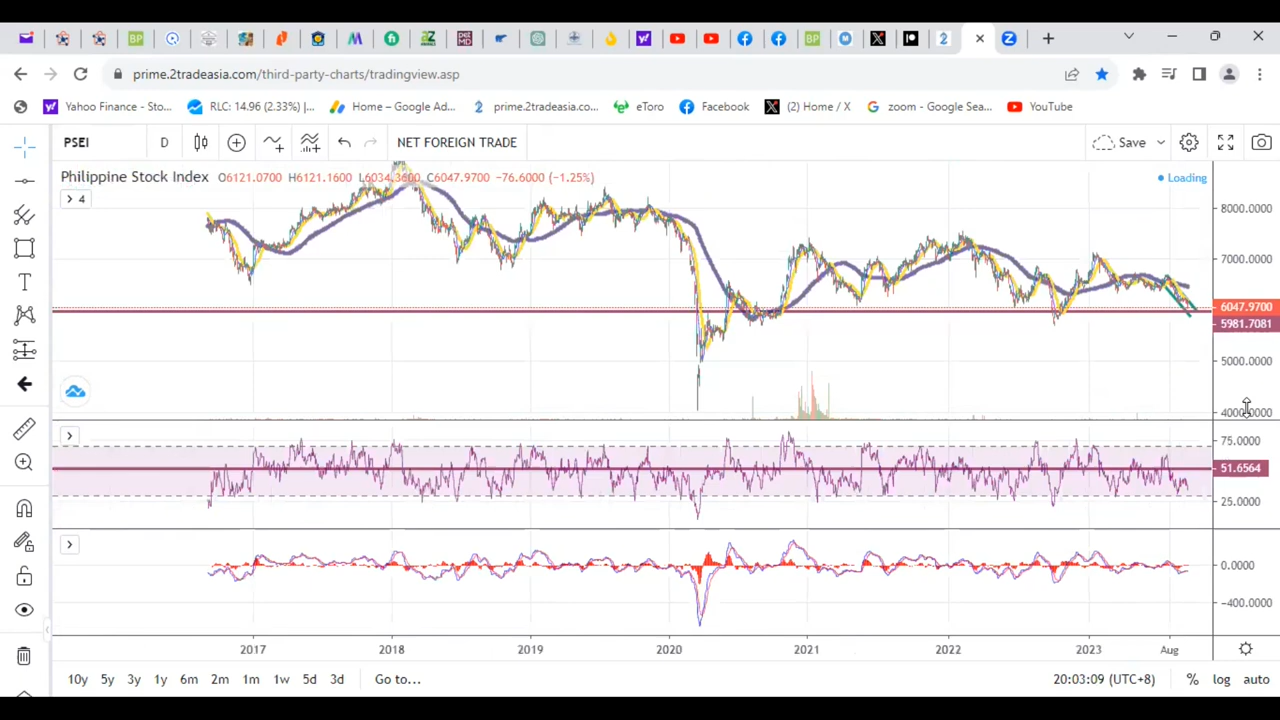 prime.2tradeasia.com/third-party-charts/tradingview.asp
Yahoo Finance - Sto... RLC: 14.96 (2.33%) |... Home – Google Ad... prime.2tradeasia.co... eToro Facebook (2) Home / X zoom - Google Sea... YouTube
PSEI D NET FOREIGN TRADE Save
Philippine Stock Index O6121.0700 H6121.1600 L6034.3600 C6047.9700 −76.6000 (−1.25%) Loading
4
8000.0000
7000.0000
6047.9700
5981.7081
5000.0000
4000.0000
75.0000
51.6564
25.0000
0.0000
−400.0000
2017 2018 2019 2020 2021 2022 2023 Aug
10y 5y 3y 1y 6m 2m 1m 1w 5d 3d Go to... 20:03:09 (UTC+8) % log auto